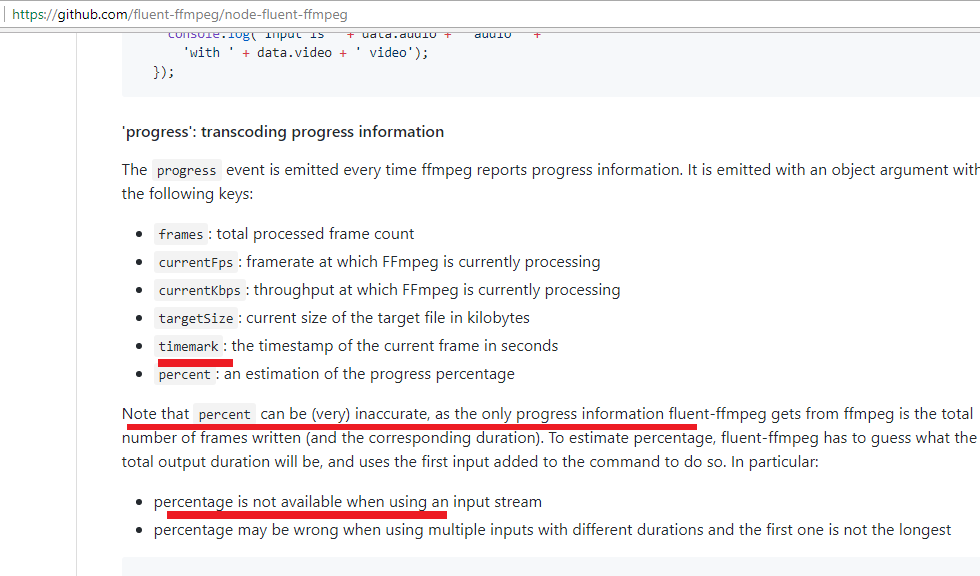 https://github.com/fluent-ffmpeg/node-fluent-ffmpeg
console.log('Input is ' + data.audio + ' audio ' +
'with ' + data.video + ' video');
});
'progress': transcoding progress information
The progress event is emitted every time ffmpeg reports progress information. It is emitted with an object argument with
the following keys:
• frames : total processed frame count
• currentFps : framerate at which FFmpeg is currently processing
• currentKbps : throughput at which FFmpeg is currently processing
• targetSize : current size of the target file in kilobytes
• timemark : the timestamp of the current frame in seconds
• percent : an estimation of the progress percentage
Note that percent can be (very) inaccurate, as the only progress information fluent-ffmpeg gets from ffmpeg is the total
number of frames written (and the corresponding duration). To estimate percentage, fluent-ffmpeg has to guess what the
total output duration will be, and uses the first input added to the command to do so. In particular:
• percentage is not available when using an input stream
• percentage may be wrong when using multiple inputs with different durations and the first one is not the longest